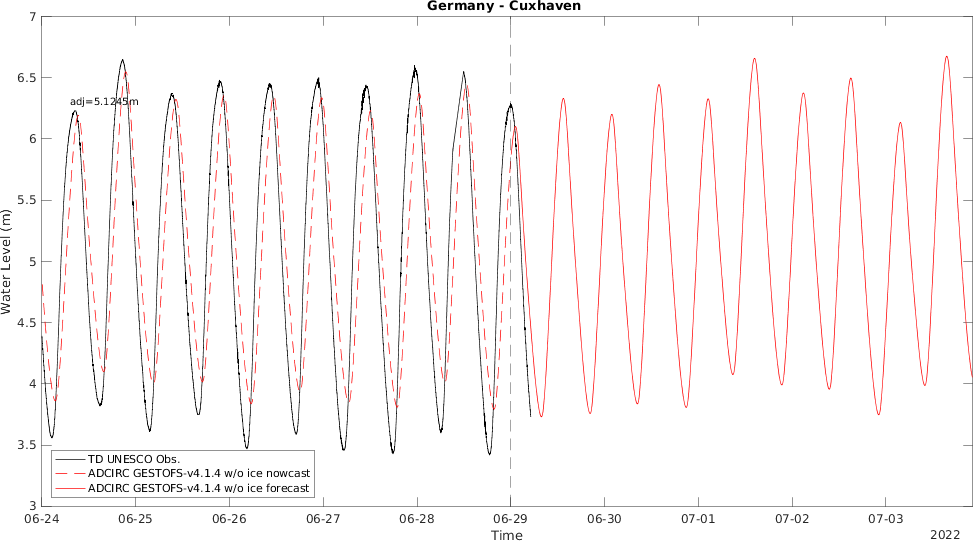 Germany - Cuxhaven
7
6.5
6
5.5
5
4.5
4
3.5
3
Water Level (m)
adj=5.1245m
TD UNESCO Obs.
ADCIRC GESTOFS-v4.1.4 w/o ice nowcast
ADCIRC GESTOFS-v4.1.4 w/o ice forecast
06-24 06-25 06-26 06-27 06-28 06-29 06-30 07-01 07-02 07-03
Time
2022